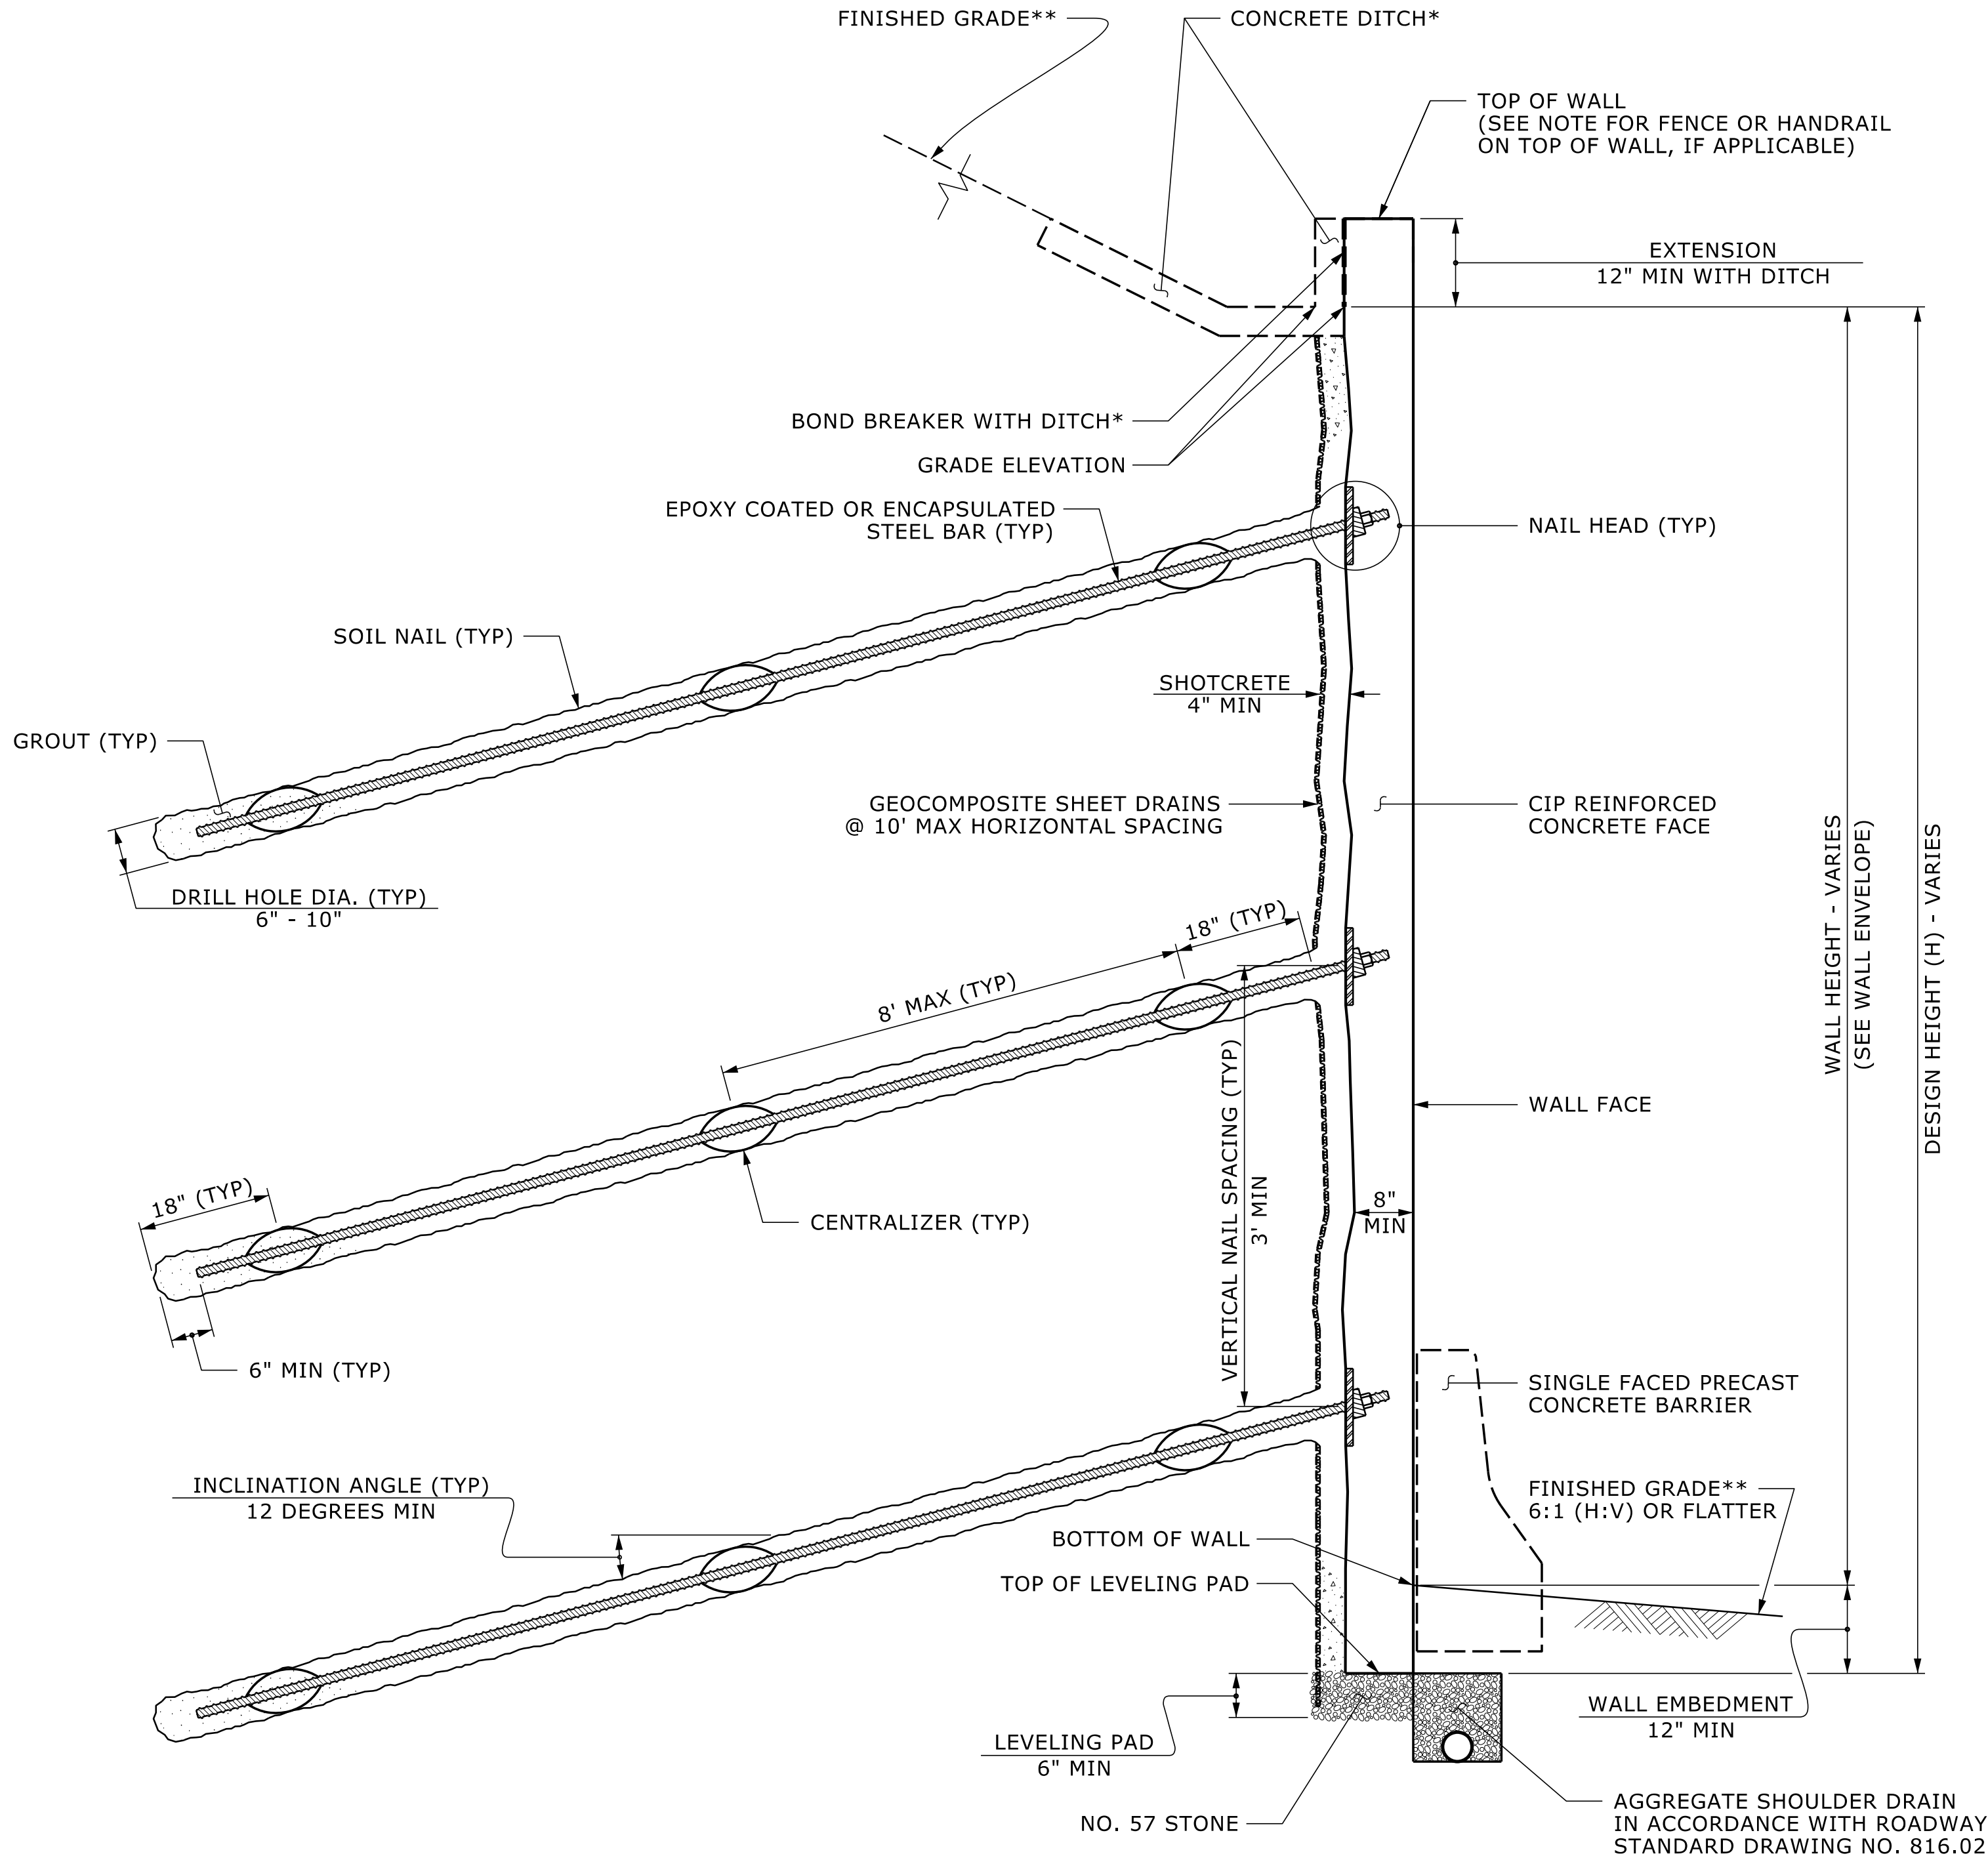 FINISHED GRADE**
CONCRETE DITCH*
TOP OF WALL
(SEE NOTE FOR FENCE OR HANDRAIL
ON TOP OF WALL, IF APPLICABLE)
EXTENSION
12" MIN WITH DITCH
BOND BREAKER WITH DITCH*
GRADE ELEVATION
EPOXY COATED OR ENCAPSULATED
STEEL BAR (TYP)
NAIL HEAD (TYP)
SOIL NAIL (TYP)
SHOTCRETE
4" MIN
GROUT (TYP)
GEOCOMPOSITE SHEET DRAINS
@ 10' MAX HORIZONTAL SPACING
CIP REINFORCED
CONCRETE FACE
WALL HEIGHT - VARIES
(SEE WALL ENVELOPE)
DESIGN HEIGHT (H) - VARIES
DRILL HOLE DIA. (TYP)
6" - 10"
18" (TYP)
8' MAX (TYP)
VERTICAL NAIL SPACING (TYP)
3' MIN
WALL FACE
18" (TYP)
CENTRALIZER (TYP)
8"
MIN
6" MIN (TYP)
SINGLE FACED PRECAST
CONCRETE BARRIER
INCLINATION ANGLE (TYP)
12 DEGREES MIN
FINISHED GRADE**
6:1 (H:V) OR FLATTER
BOTTOM OF WALL
TOP OF LEVELING PAD
WALL EMBEDMENT
12" MIN
LEVELING PAD
6" MIN
NO. 57 STONE
AGGREGATE SHOULDER DRAIN
IN ACCORDANCE WITH ROADWAY
STANDARD DRAWING NO. 816.02